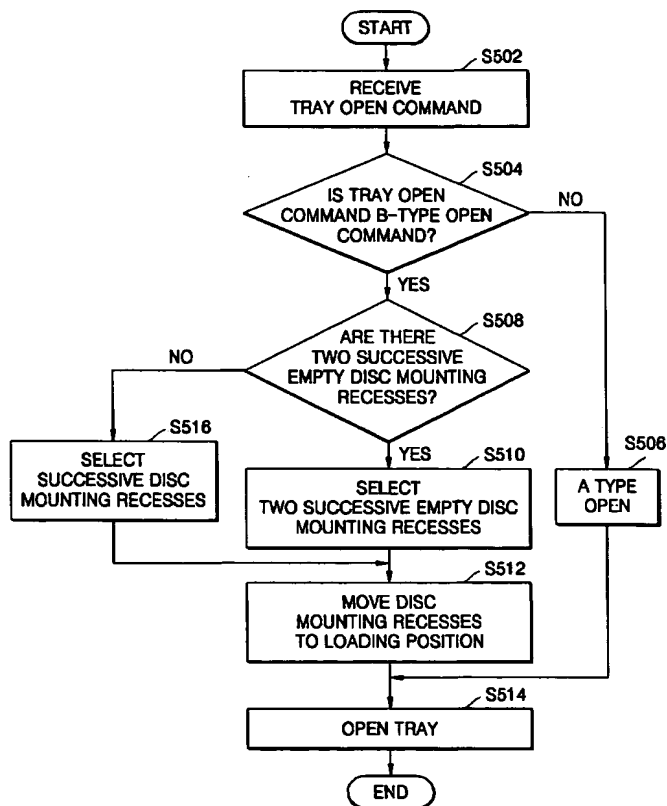 START
S502
RECEIVE
TRAY OPEN COMMAND
S504
IS TRAY OPEN
COMMAND B-TYPE OPEN
COMMAND?
NO
YES
S508
ARE THERE
TWO SUCCESSIVE
EMPTY DISC MOUNTING
RECESSES?
NO
YES
S516
SELECT
SUCCESSIVE DISC
MOUNTING RECESSES
S510
SELECT
TWO SUCCESSIVE EMPTY DISC
MOUNTING RECESSES
S506
A TYPE
OPEN
S512
MOVE DISC
MOUNTING RECESSES
TO LOADING POSITION
S514
OPEN TRAY
END